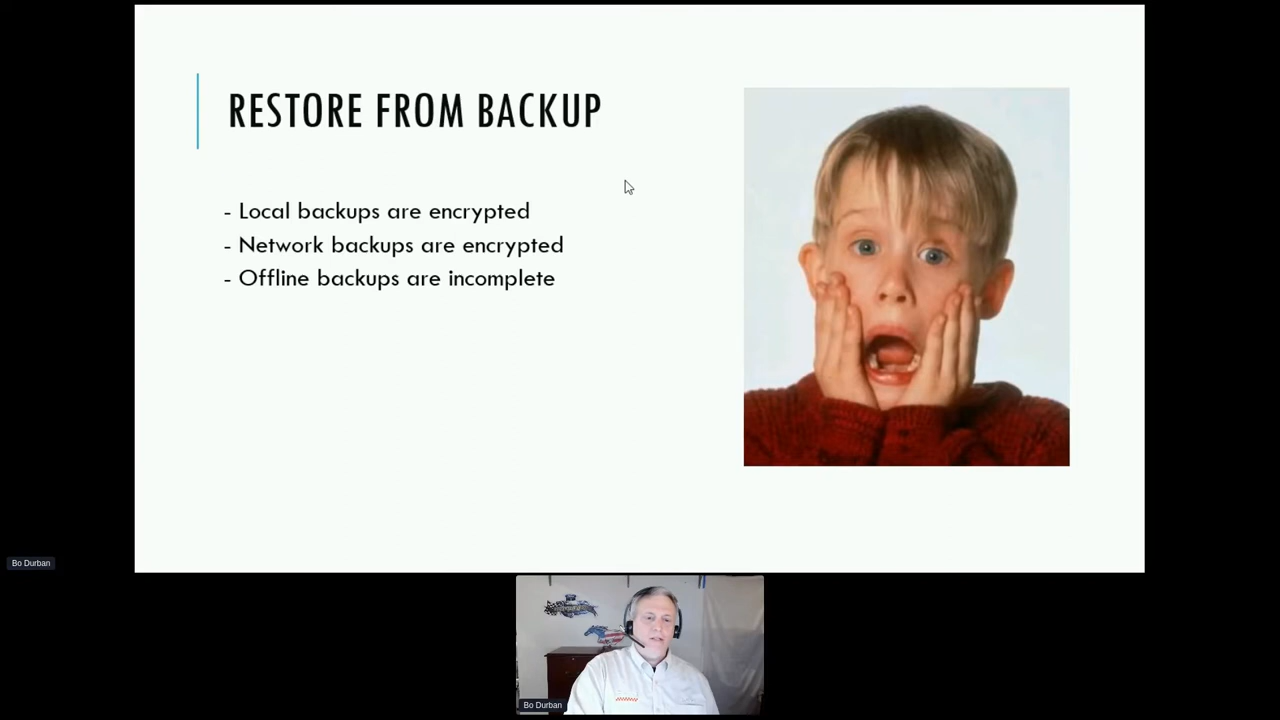 RESTORE FROM BACKUP
- Local backups are encrypted
- Network backups are encrypted
- Offline backups are incomplete
Bo Durban
Bo Durban